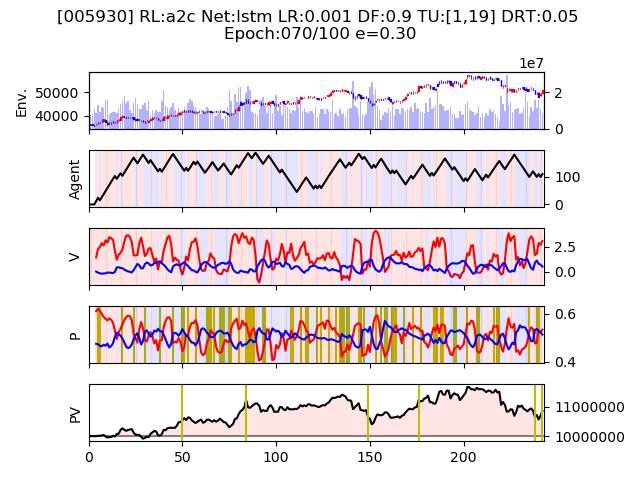 [005930] RL:a2c Net:lstm LR:0.001 DF:0.9 TU:[1,19] DRT:0.05
Epoch:070/100 e=0.30
1e7
Env.
50000
40000
2
0
Agent
100
0
V
2.5
0.0
P
0.6
0.4
PV
11000000
10000000
0 50 100 150 200